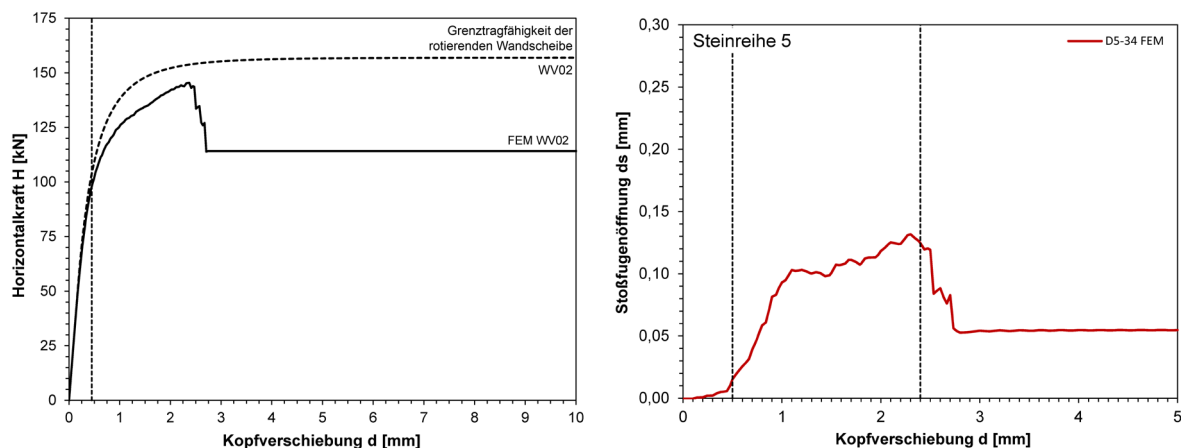 175
150
125
100
75
50
25
0
Horizontalkraft H [kN]
Grenztragfähigkeit der
rotierenden Wandscheibe
WV02
FEM WV02
0 1 2 3 4 5 6 7 8 9 10
Kopfverschiebung d [mm]
0,30
0,25
0,20
0,15
0,10
0,05
0,00
Stoßfugenöffnung ds [mm]
Steinreihe 5
D5-34 FEM
0 1 2 3 4 5
Kopfverschiebung d [mm]